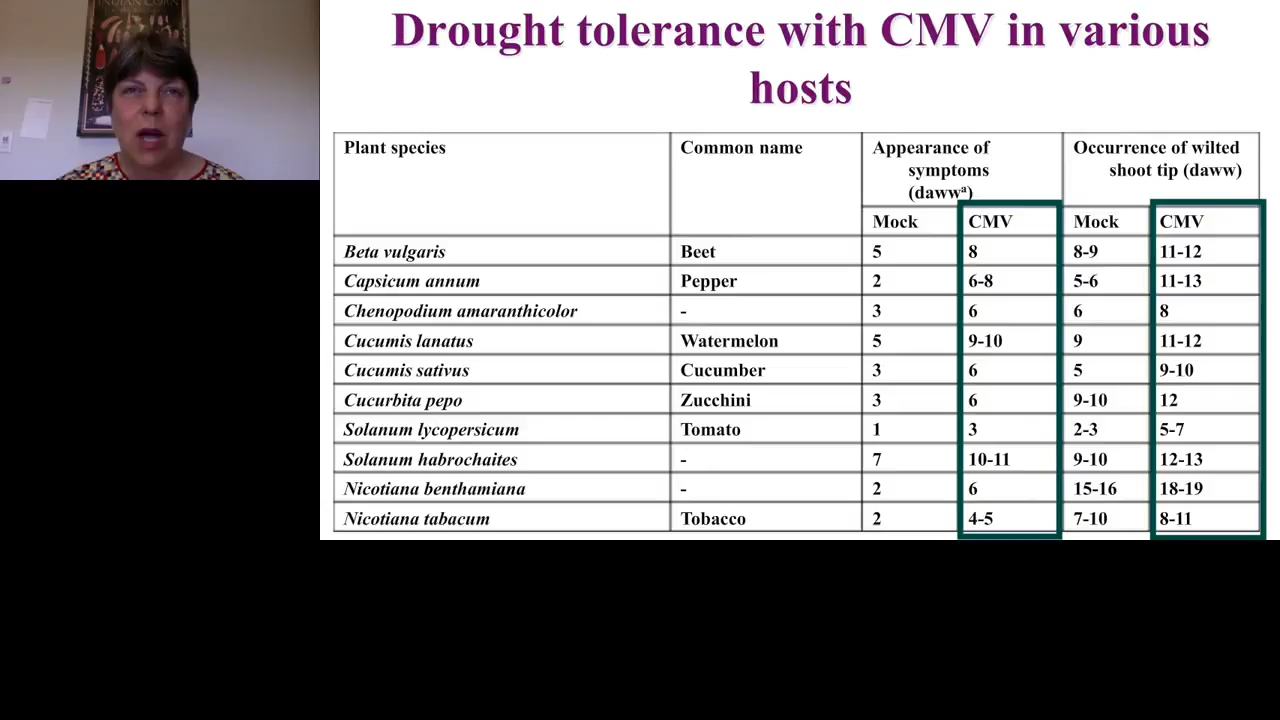 INDIAN CORN
Drought tolerance with CMV in various
hosts
Plant species Common name Appearance of symptoms (dawwᵃ) Occurrence of wilted shoot tip (daww)
Mock CMV Mock CMV
Beta vulgaris Beet 5 8 8-9 11-12
Capsicum annum Pepper 2 6-8 5-6 11-13
Chenopodium amaranthicolor - 3 6 6 8
Cucumis lanatus Watermelon 5 9-10 9 11-12
Cucumis sativus Cucumber 3 6 5 9-10
Cucurbita pepo Zucchini 3 6 9-10 12
Solanum lycopersicum Tomato 1 3 2-3 5-7
Solanum habrochaites - 7 10-11 9-10 12-13
Nicotiana benthamiana - 2 6 15-16 18-19
Nicotiana tabacum Tobacco 2 4-5 7-10 8-11